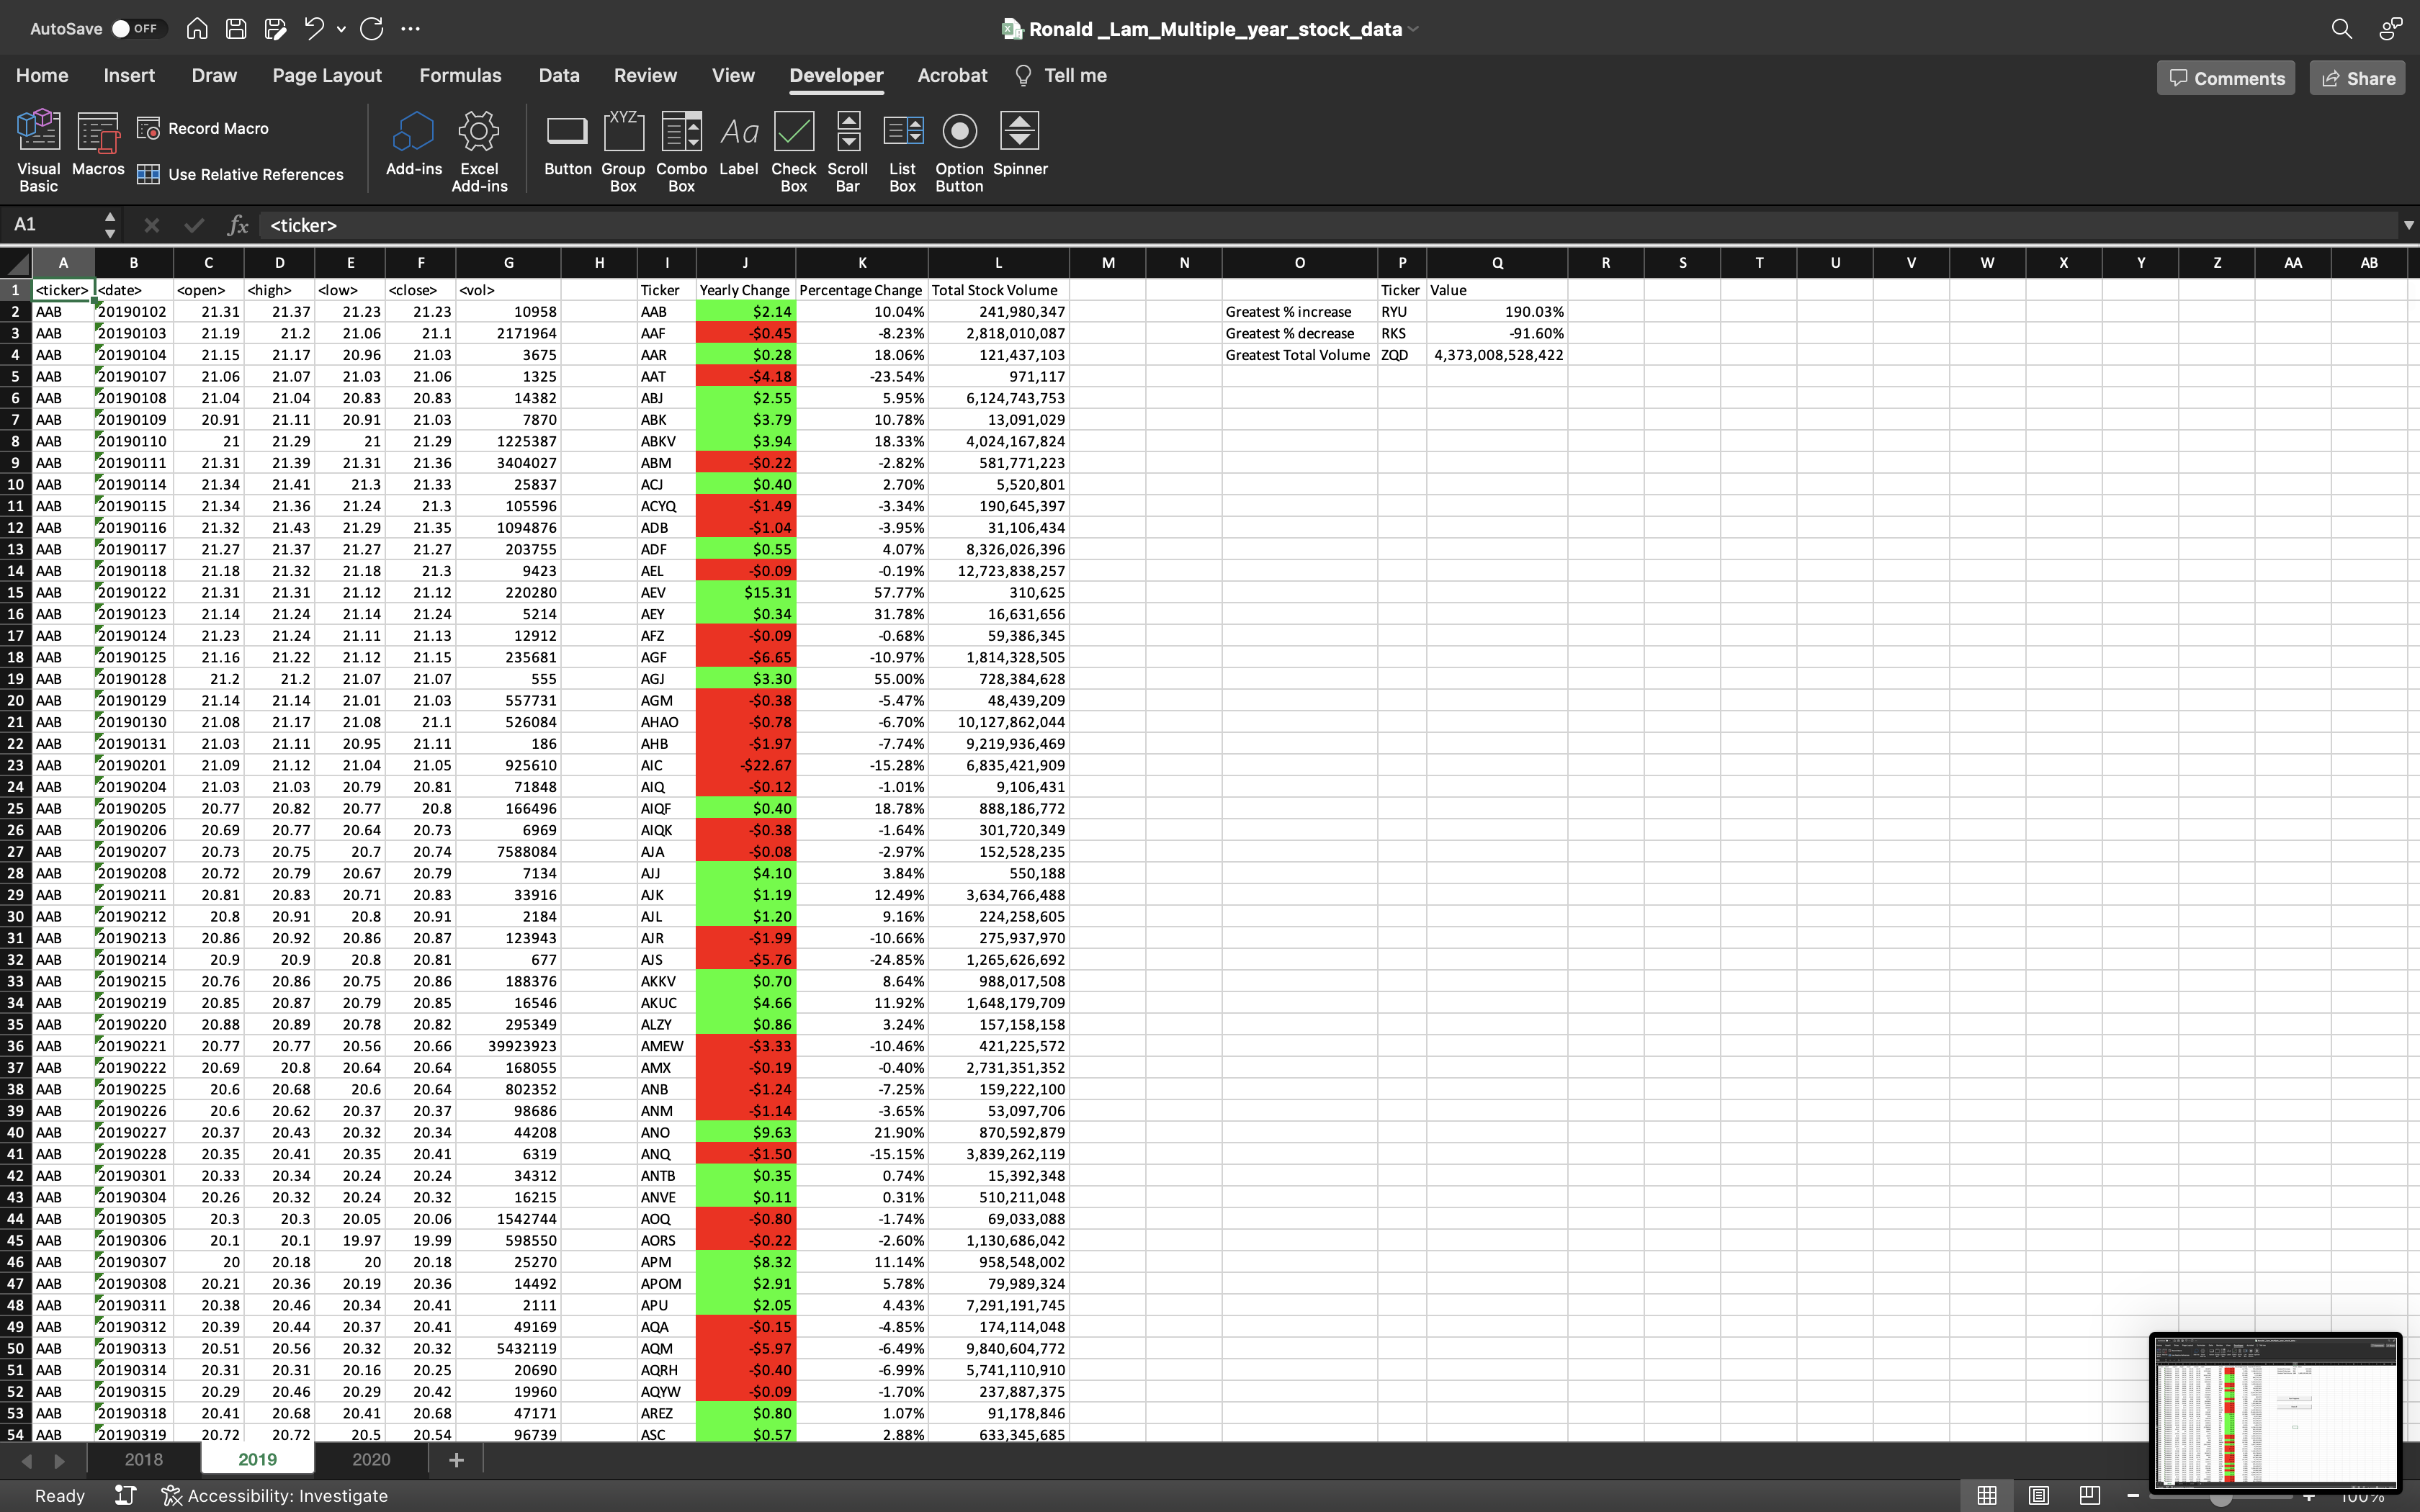 AutoSave OFF Ronald _Lam_Multiple_year_stock_data
Home Insert Draw Page Layout Formulas Data Review View Developer Acrobat Tell me Comments Share
Visual Basic Macros Record Macro Use Relative References Add-ins Excel Add-ins Button Group Box Combo Box Label Check Box Scroll Bar List Box Option Button Spinner
A1 fx <ticker>
A B C D E F G H I J K L M N O P Q R S T U V W X Y Z AA AB
1 <ticker> <date> <open> <high> <low> <close> <vol> Ticker Yearly Change Percentage Change Total Stock Volume Ticker Value
2 AAB 20190102 21.31 21.37 21.23 21.23 10958 AAB $2.14 10.04% 241,980,347 Greatest % increase RYU 190.03%
3 AAB 20190103 21.19 21.2 21.06 21.1 2171964 AAF -$0.45 -8.23% 2,818,010,087 Greatest % decrease RKS -91.60%
4 AAB 20190104 21.15 21.17 20.96 21.03 3675 AAR $0.28 18.06% 121,437,103 Greatest Total Volume ZQD 4,373,008,528,422
5 AAB 20190107 21.06 21.07 21.03 21.06 1325 AAT -$4.18 -23.54% 971,117
6 AAB 20190108 21.04 21.04 20.83 20.83 14382 ABJ $2.55 5.95% 6,124,743,753
7 AAB 20190109 20.91 21.11 20.91 21.03 7870 ABK $3.79 10.78% 13,091,029
8 AAB 20190110 21 21.29 21 21.29 1225387 ABKV $3.94 18.33% 4,024,167,824
9 AAB 20190111 21.31 21.39 21.31 21.36 3404027 ABM -$0.22 -2.82% 581,771,223
10 AAB 20190114 21.34 21.41 21.3 21.33 25837 ACJ $0.40 2.70% 5,520,801
11 AAB 20190115 21.34 21.36 21.24 21.3 105596 ACYQ -$1.49 -3.34% 190,645,397
12 AAB 20190116 21.32 21.43 21.29 21.35 1094876 ADB -$1.04 -3.95% 31,106,434
13 AAB 20190117 21.27 21.37 21.27 21.27 203755 ADF $0.55 4.07% 8,326,026,396
14 AAB 20190118 21.18 21.32 21.18 21.3 9423 AEL -$0.09 -0.19% 12,723,838,257
15 AAB 20190122 21.31 21.31 21.12 21.12 220280 AEV $15.31 57.77% 310,625
16 AAB 20190123 21.14 21.24 21.14 21.24 5214 AEY $0.34 31.78% 16,631,656
17 AAB 20190124 21.23 21.24 21.11 21.13 12912 AFZ -$0.09 -0.68% 59,386,345
18 AAB 20190125 21.16 21.22 21.12 21.15 235681 AGF -$6.65 -10.97% 1,814,328,505
19 AAB 20190128 21.2 21.2 21.07 21.07 555 AGJ $3.30 55.00% 728,384,628
20 AAB 20190129 21.14 21.14 21.01 21.03 557731 AGM -$0.38 -5.47% 48,439,209
21 AAB 20190130 21.08 21.17 21.08 21.1 526084 AHAO -$0.78 -6.70% 10,127,862,044
22 AAB 20190131 21.03 21.11 20.95 21.11 186 AHB -$1.97 -7.74% 9,219,936,469
23 AAB 20190201 21.09 21.12 21.04 21.05 925610 AIC -$22.67 -15.28% 6,835,421,909
24 AAB 20190204 21.03 21.03 20.79 20.81 71848 AIQ -$0.12 -1.01% 9,106,431
25 AAB 20190205 20.77 20.82 20.77 20.8 166496 AIQF $0.40 18.78% 888,186,772
26 AAB 20190206 20.69 20.77 20.64 20.73 6969 AIQK -$0.38 -1.64% 301,720,349
27 AAB 20190207 20.73 20.75 20.7 20.74 7588084 AJA -$0.08 -2.97% 152,528,235
28 AAB 20190208 20.72 20.79 20.67 20.79 7134 AJJ $4.10 3.84% 550,188
29 AAB 20190211 20.81 20.83 20.71 20.83 33916 AJK $1.19 12.49% 3,634,766,488
30 AAB 20190212 20.8 20.91 20.8 20.91 2184 AJL $1.20 9.16% 224,258,605
31 AAB 20190213 20.86 20.92 20.86 20.87 123943 AJR -$1.99 -10.66% 275,937,970
32 AAB 20190214 20.9 20.9 20.8 20.81 677 AJS -$5.76 -24.85% 1,265,626,692
33 AAB 20190215 20.76 20.86 20.75 20.86 188376 AKKV $0.70 8.64% 988,017,508
34 AAB 20190219 20.85 20.87 20.79 20.85 16546 AKUC $4.66 11.92% 1,648,179,709
35 AAB 20190220 20.88 20.89 20.78 20.82 295349 ALZY $0.86 3.24% 157,158,158
36 AAB 20190221 20.77 20.77 20.56 20.66 39923923 AMEW -$3.33 -10.46% 421,225,572
37 AAB 20190222 20.69 20.8 20.64 20.64 168055 AMX -$0.19 -0.40% 2,731,351,352
38 AAB 20190225 20.6 20.68 20.6 20.64 802352 ANB -$1.24 -7.25% 159,222,100
39 AAB 20190226 20.6 20.62 20.37 20.37 98686 ANM -$1.14 -3.65% 53,097,706
40 AAB 20190227 20.37 20.43 20.32 20.34 44208 ANO $9.63 21.90% 870,592,879
41 AAB 20190228 20.35 20.41 20.35 20.41 6319 ANQ -$1.50 -15.15% 3,839,262,119
42 AAB 20190301 20.33 20.34 20.24 20.24 34312 ANTB $0.35 0.74% 15,392,348
43 AAB 20190304 20.26 20.32 20.24 20.32 16215 ANVE $0.11 0.31% 510,211,048
44 AAB 20190305 20.3 20.3 20.05 20.06 1542744 AOQ -$0.80 -1.74% 69,033,088
45 AAB 20190306 20.1 20.1 19.97 19.99 598550 AORS -$0.22 -2.60% 1,130,686,042
46 AAB 20190307 20 20.18 20 20.18 25270 APM $8.32 11.14% 958,548,002
47 AAB 20190308 20.21 20.36 20.19 20.36 14492 APOM $2.91 5.78% 79,989,324
48 AAB 20190311 20.38 20.46 20.34 20.41 2111 APU $2.05 4.43% 7,291,191,745
49 AAB 20190312 20.39 20.44 20.37 20.41 49169 AQA -$0.15 -4.85% 174,114,048
50 AAB 20190313 20.51 20.56 20.32 20.32 5432119 AQM -$5.97 -6.49% 9,840,604,772
51 AAB 20190314 20.31 20.31 20.16 20.25 20690 AQRH -$0.40 -6.99% 5,741,110,910
52 AAB 20190315 20.29 20.46 20.29 20.42 19960 AQYW -$0.09 -1.70% 237,887,375
53 AAB 20190318 20.41 20.68 20.41 20.68 47171 AREZ $0.80 1.07% 91,178,846
54 AAB 20190319 20.72 20.72 20.5 20.54 96739 ASC $0.57 2.88% 633,345,685
2018 2019 2020 +
Ready Accessibility: Investigate 100%